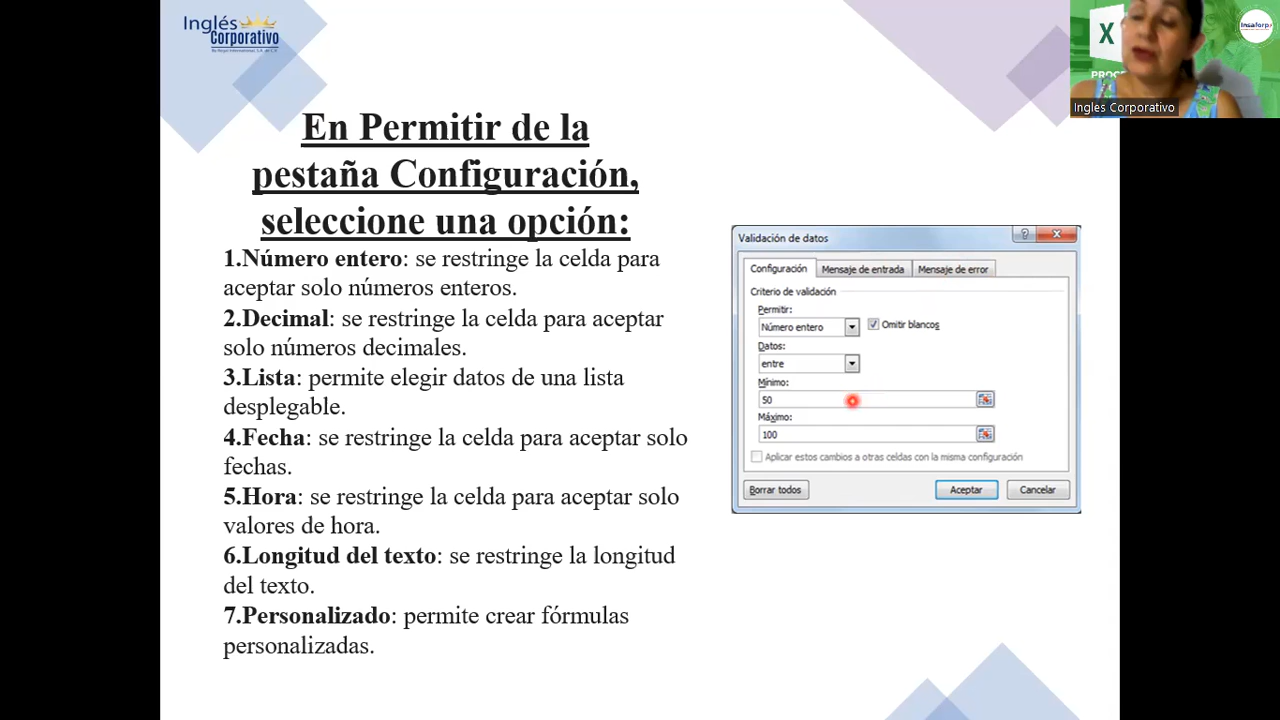 Inglés
Corporativo
En Permitir de la
pestaña Configuración,
seleccione una opción:
1.Número entero: se restringe la celda para
aceptar solo números enteros.
2.Decimal: se restringe la celda para aceptar
solo números decimales.
3.Lista: permite elegir datos de una lista
desplegable.
4.Fecha: se restringe la celda para aceptar solo
fechas.
5.Hora: se restringe la celda para aceptar solo
valores de hora.
6.Longitud del texto: se restringe la longitud
del texto.
7.Personalizado: permite crear fórmulas
personalizadas.
Validación de datos
?
Configuración Mensaje de entrada Mensaje de error
Criterio de validación
Permitir:
Número entero Omitir blancos
Datos:
entre
Mínimo:
50
Máximo:
100
Aplicar estos cambios a otras celdas con la misma configuración
Borrar todos Aceptar Cancelar
X
Insaforp
Ingles Corporativo